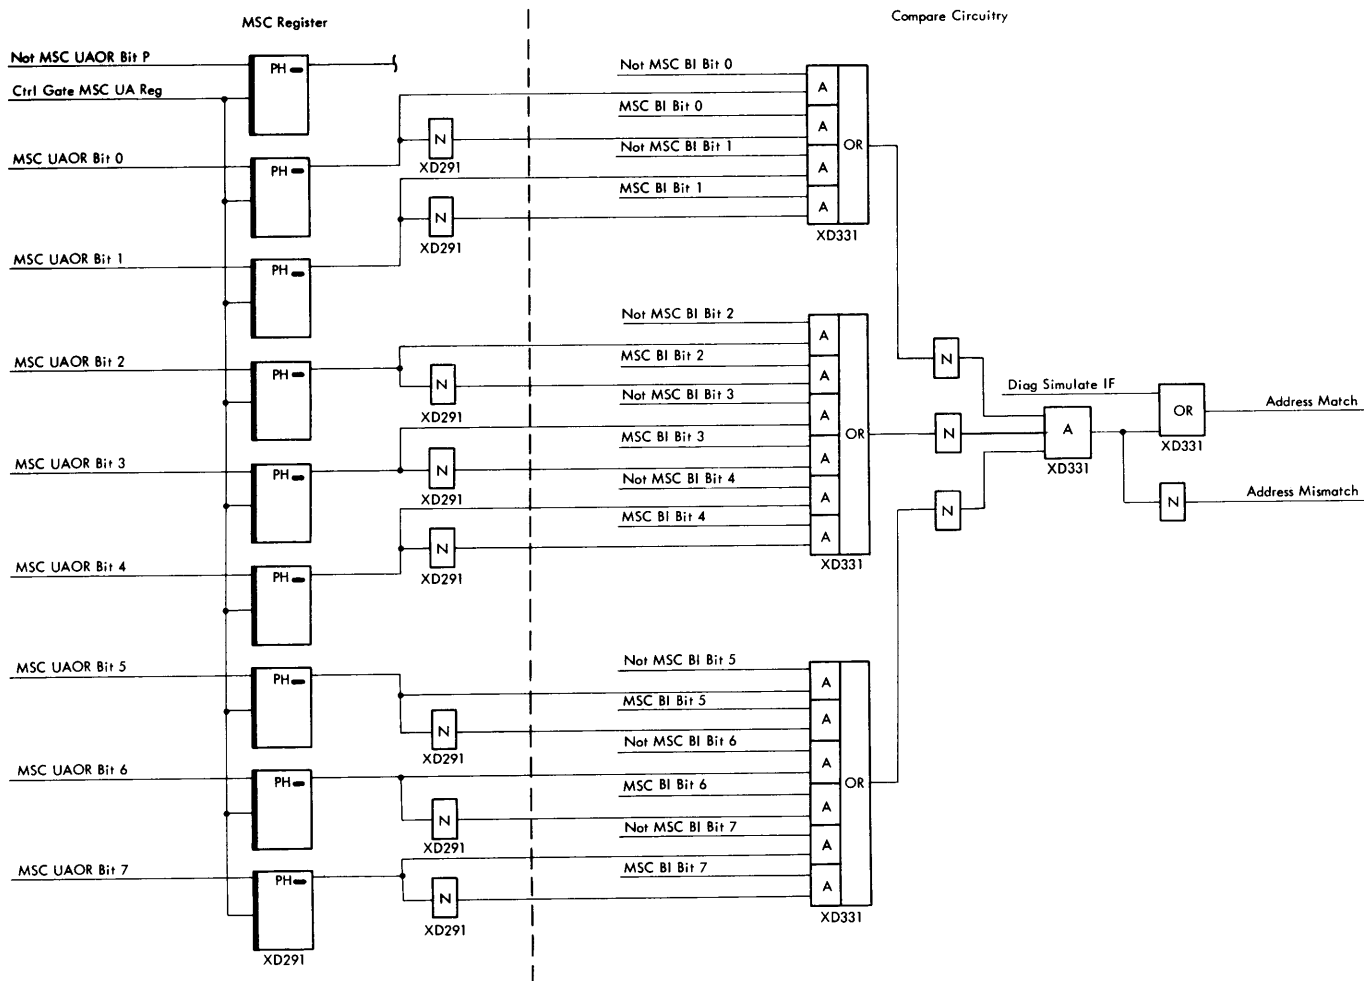 MSC Register
Compare Circuitry
Not MSC UAOR Bit P
Ctrl Gate MSC UA Reg
MSC UAOR Bit 0
MSC UAOR Bit 1
MSC UAOR Bit 2
MSC UAOR Bit 3
MSC UAOR Bit 4
MSC UAOR Bit 5
MSC UAOR Bit 6
MSC UAOR Bit 7
PH
PH
PH
PH
PH
PH
PH
PH
PH
XD291
N
XD291
N
XD291
N
XD291
N
XD291
N
XD291
N
XD291
N
XD291
N
XD291
Not MSC BI Bit 0
MSC BI Bit 0
Not MSC BI Bit 1
MSC BI Bit 1
A
A
A
A
OR
XD331
Not MSC BI Bit 2
MSC BI Bit 2
Not MSC BI Bit 3
MSC BI Bit 3
Not MSC BI Bit 4
MSC BI Bit 4
A
A
A
A
A
A
OR
XD331
Not MSC BI Bit 5
MSC BI Bit 5
Not MSC BI Bit 6
MSC BI Bit 6
Not MSC BI Bit 7
MSC BI Bit 7
A
A
A
A
A
A
OR
XD331
N
N
N
A
XD331
Diag Simulate IF
OR
XD331
Address Match
N
Address Mismatch